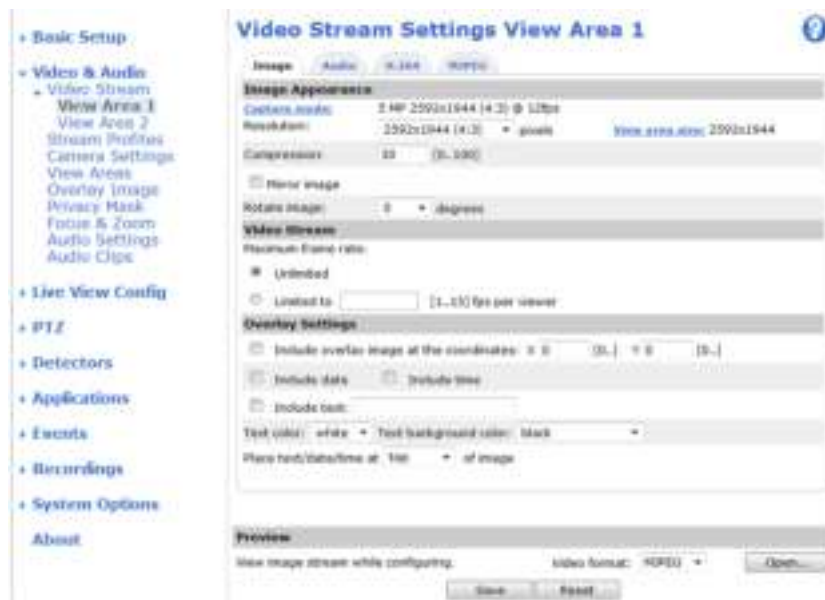 Basic Setup
Video & Audio
Video Stream
View Area 1
View Area 2
Stream Profiles
Camera Settings
View Areas
Overlay Image
Privacy Mask
Focus & Zoom
Audio Settings
Audio Clips
Live View Config
PTZ
Detectors
Applications
Events
Recordings
System Options
About
Video Stream Settings View Area 1
Image Audio H.264 MJPEG
Image Appearance
Capture mode: 5 MP 2592x1944 (4:3) @ 12fps
Resolution: 2592x1944 (4:3) pixels View area size: 2592x1944
Compression: [0..100]
Mirror image
Rotate image: 0 degrees
Video Stream
Maximum frame rate:
Unlimited
Limited to [1..15] fps per viewer
Overlay Settings
Include overlay image at the coordinates: X 0 [0..] Y 0 [0..]
Include date Include time
Include text:
Text color: white Text background color: black
Place text/date/time at top of image
Preview
View image stream while configuring. Video format: MJPEG Open...
Save Reset